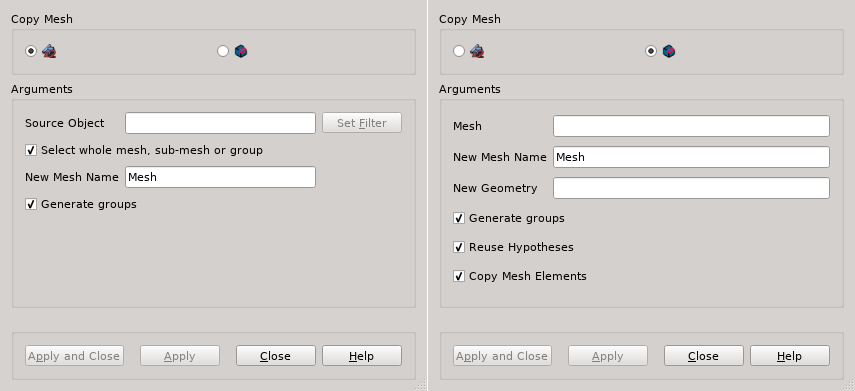 Copy Mesh
Arguments
Source Object
Set Filter
Select whole mesh, sub-mesh or group
New Mesh Name Mesh
Generate groups
Apply and Close Apply Close Help
Copy Mesh
Arguments
Mesh
New Mesh Name Mesh
New Geometry
Generate groups
Reuse Hypotheses
Copy Mesh Elements
Apply and Close Apply Close Help